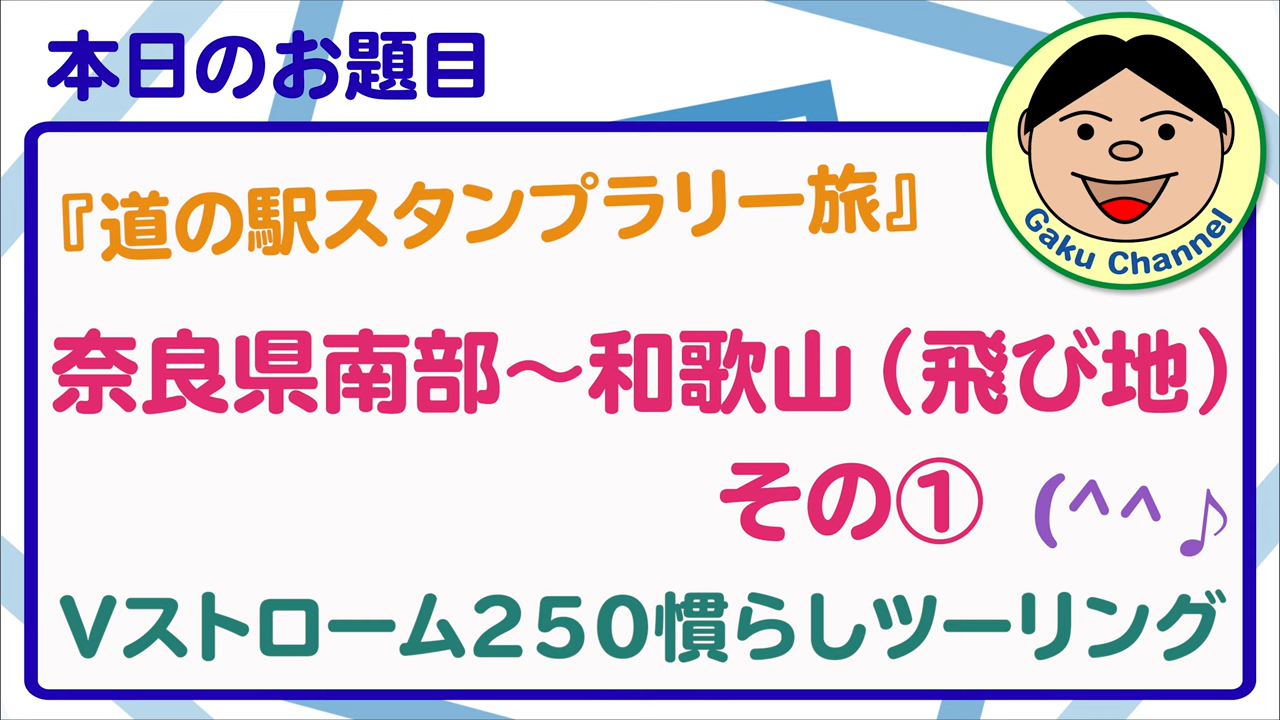 本日のお題目
『道の駅スタンプラリー旅』
奈良県南部～和歌山（飛び地）
その① (^^♪
Vストローム250慣らしツーリング
Gaku Channel